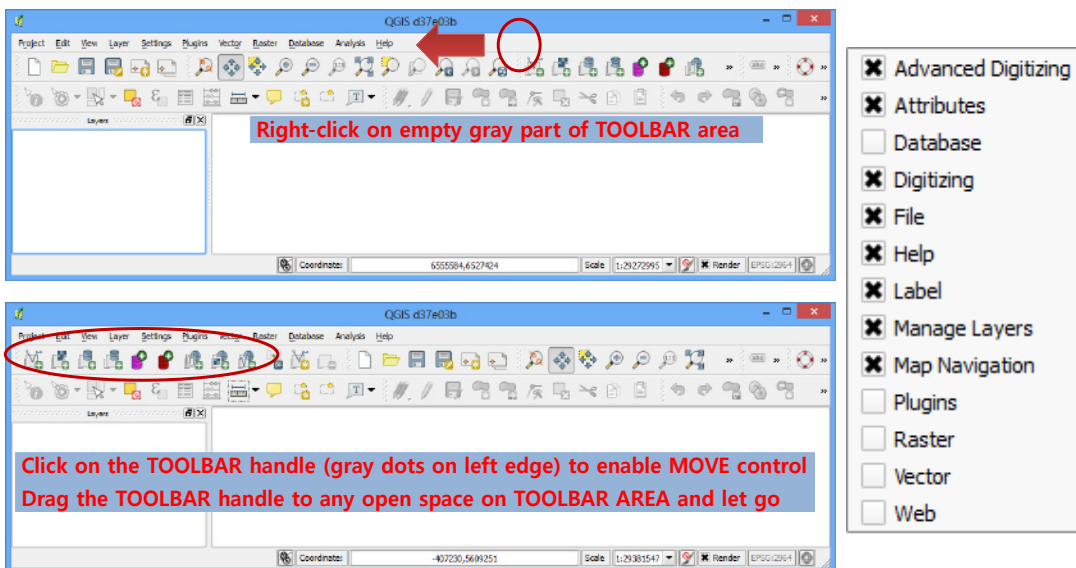 QGIS d37e03b
Project Edit View Layer Settings Plugins Vector Raster Database Analysis Help
Layers
Right-click on empty gray part of TOOLBAR area
Coordinate: 6555584,6527424 Scale 1:29272995 Render EPSG:2964
QGIS d37e03b
Project Edit View Layer Settings Plugins Vector Raster Database Analysis Help
Layers
Click on the TOOLBAR handle (gray dots on left edge) to enable MOVE control
Drag the TOOLBAR handle to any open space on TOOLBAR AREA and let go
Coordinate: -407230,5609251 Scale 1:29381547 Render EPSG:2964
Advanced Digitizing
Attributes
Database
Digitizing
File
Help
Label
Manage Layers
Map Navigation
Plugins
Raster
Vector
Web